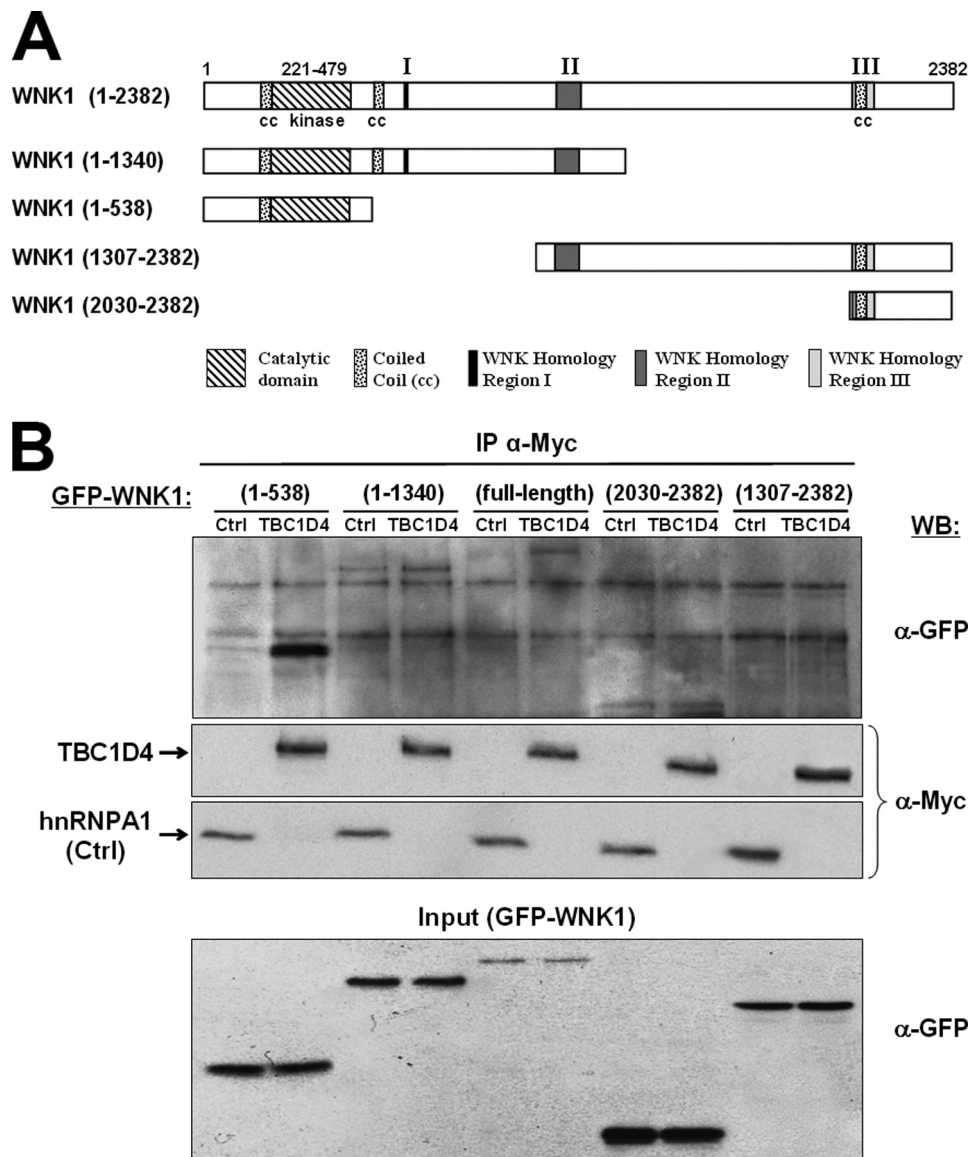 A
1 221-479 I II III 2382
WNK1 (1-2382)
cc kinase cc cc
WNK1 (1-1340)
WNK1 (1-538)
WNK1 (1307-2382)
WNK1 (2030-2382)
Catalytic domain
Coiled Coil (cc)
WNK Homology Region I
WNK Homology Region II
WNK Homology Region III
B
IP α-Myc
GFP-WNK1: (1-538) (1-1340) (full-length) (2030-2382) (1307-2382)
Ctrl TBC1D4 Ctrl TBC1D4 Ctrl TBC1D4 Ctrl TBC1D4 Ctrl TBC1D4
WB:
α-GFP
TBC1D4
hnRNPA1
(Ctrl)
α-Myc
Input (GFP-WNK1)
α-GFP